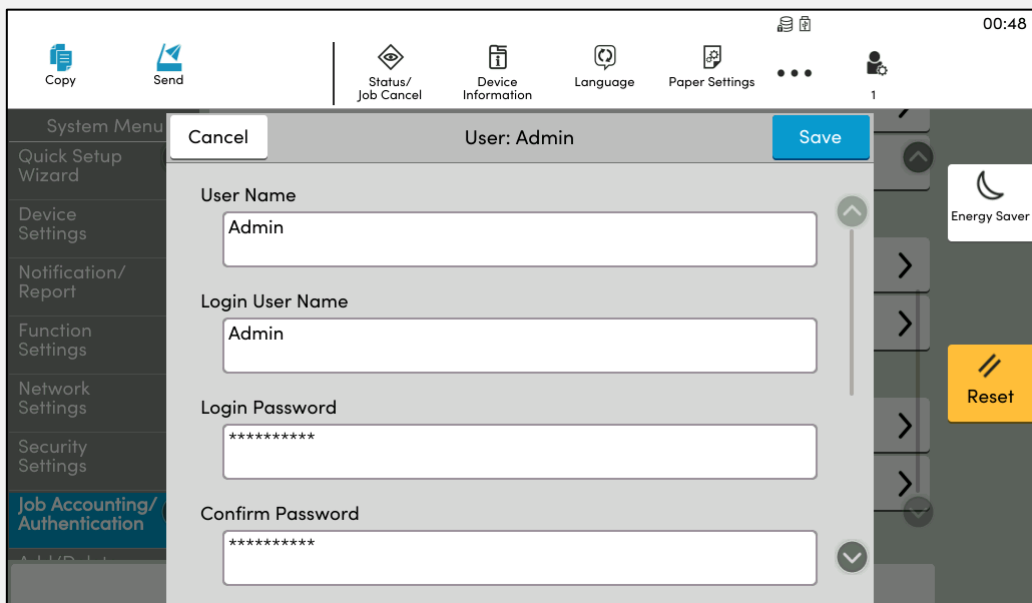 00:48
Copy
Send
Status/
Job Cancel
Device
Information
Language
Paper Settings
1
System Menu
Quick Setup
Wizard
Device
Settings
Notification/
Report
Function
Settings
Network
Settings
Security
Settings
Job Accounting/
Authentication
Cancel
User: Admin
Save
User Name
Admin
Login User Name
Admin
Login Password
**********
Confirm Password
**********
Energy Saver
Reset